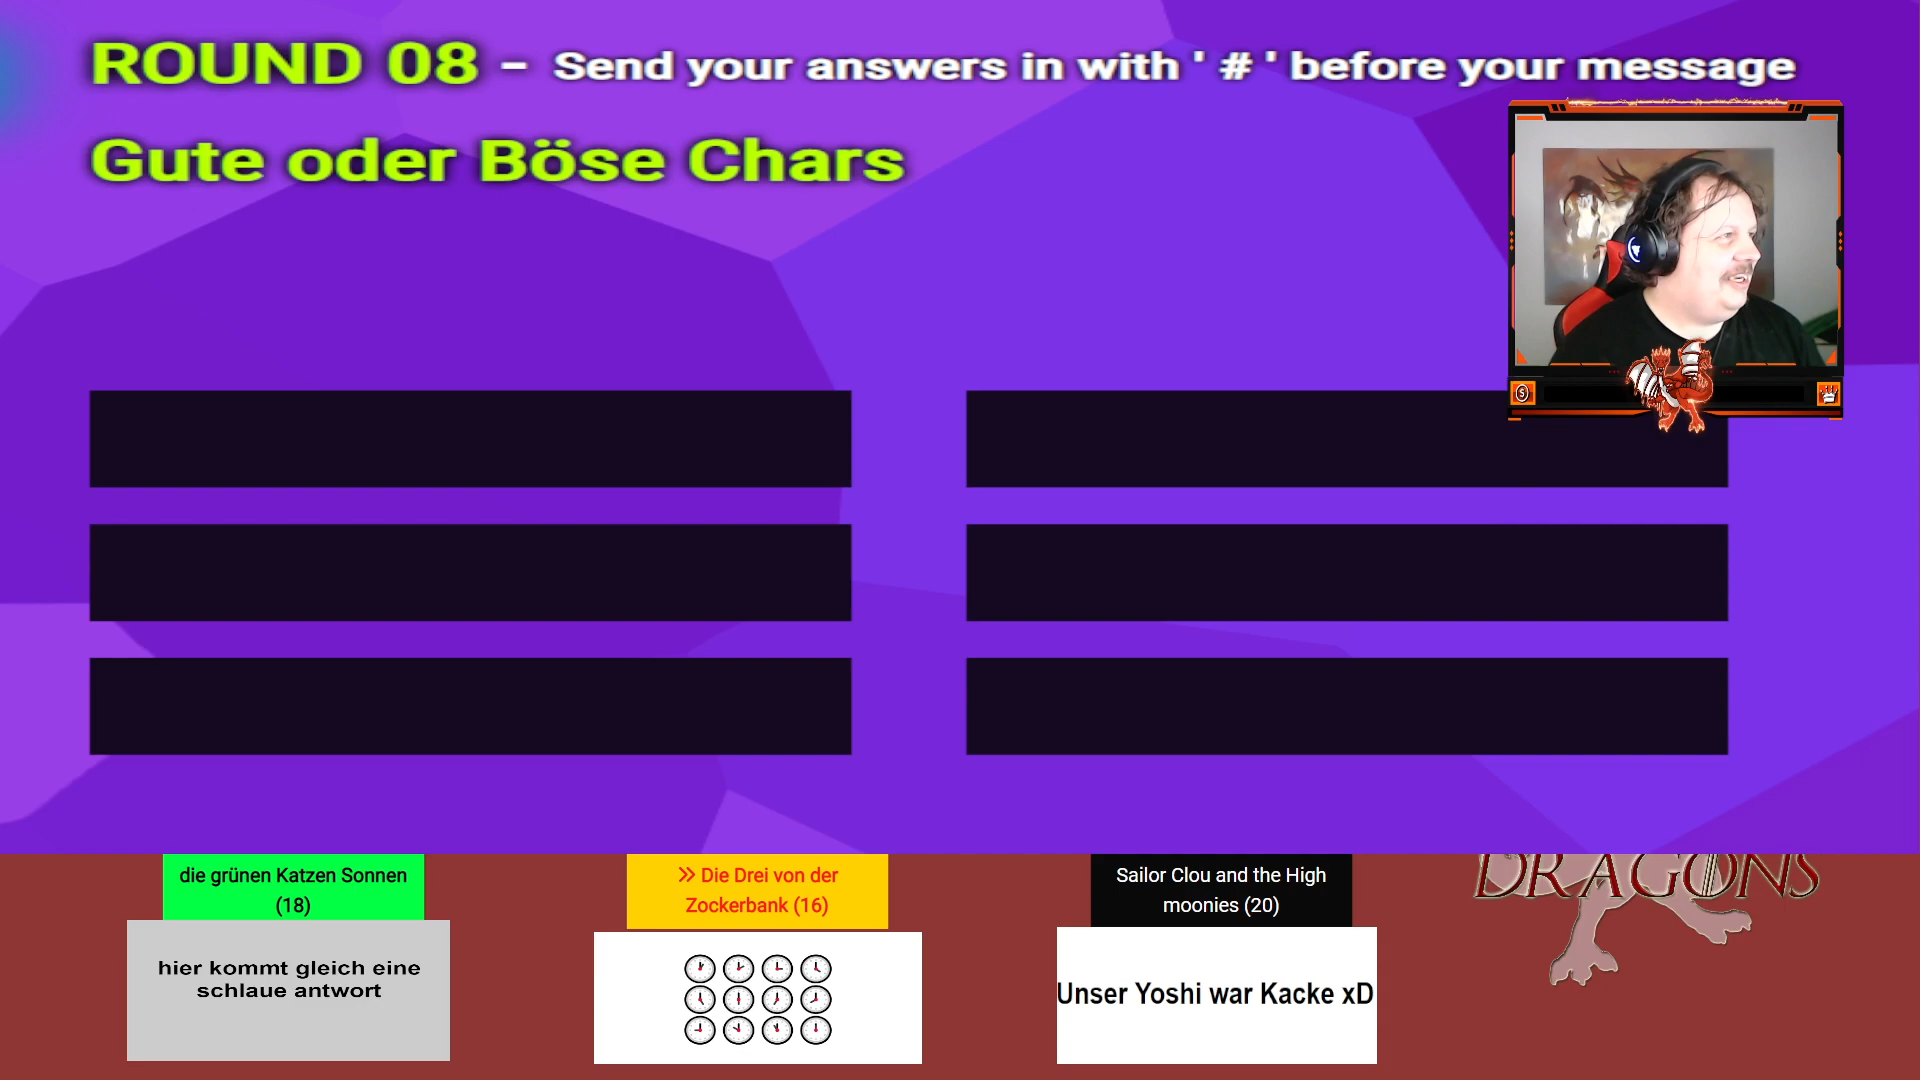 ROUND 08 - Send your answers in with ' # ' before your message
Gute oder Böse Chars
die grünen Katzen Sonnen
(18)
hier kommt gleich eine
schlaue antwort
Die Drei von der
Zockerbank (16)
Sailor Clou and the High
moonies (20)
Unser Yoshi war Kacke xD
DRAGONS